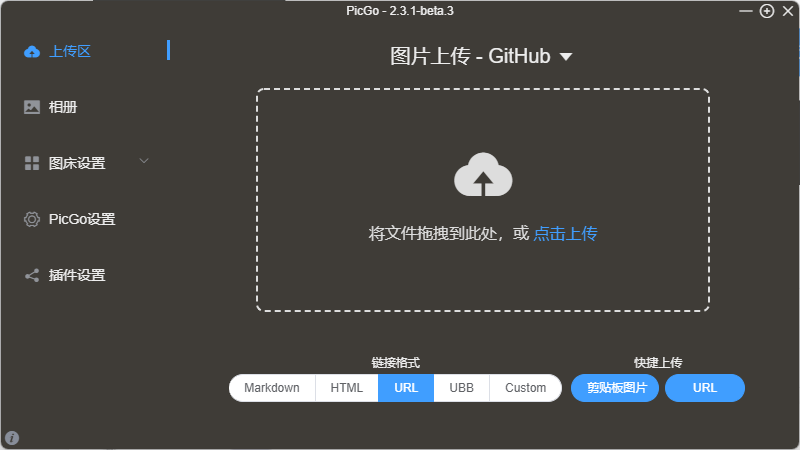 PicGo - 2.3.1-beta.3
上传区
相册
图床设置
PicGo设置
插件设置
图片上传 - GitHub
将文件拖拽到此处，或 点击上传
链接格式
Markdown HTML URL UBB Custom
快捷上传
剪贴板图片 URL